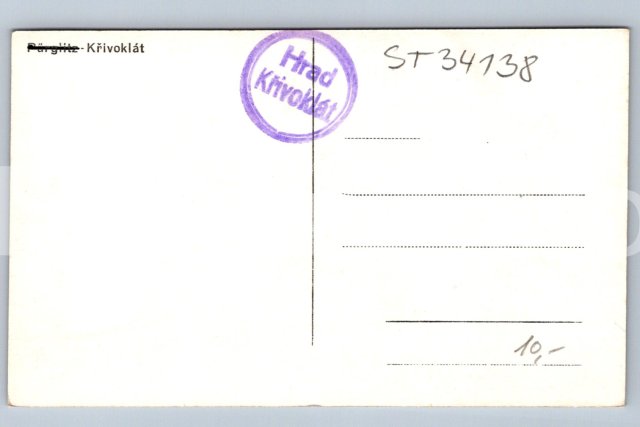 Pürglitz - Křivoklát
Hrad
Křivoklát
ST 34138
10,-